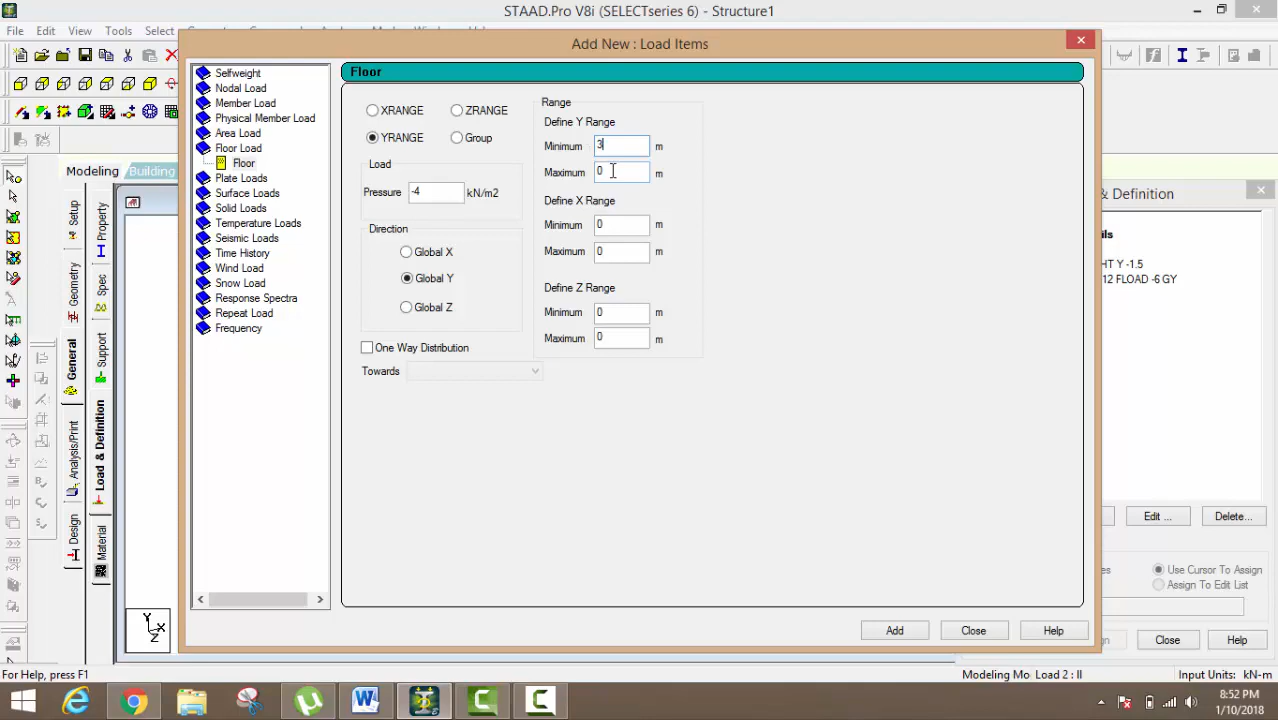 STAAD.Pro V8i (SELECTseries 6) - Structure1
File Edit View Tools Select
Add New : Load Items
Selfweight
Nodal Load
Member Load
Physical Member Load
Area Load
Floor Load
Floor
Plate Loads
Surface Loads
Solid Loads
Temperature Loads
Seismic Loads
Time History
Wind Load
Snow Load
Response Spectra
Repeat Load
Frequency
Floor
XRANGE ZRANGE
YRANGE Group
Load
Pressure -4 kN/m2
Direction
Global X
Global Y
Global Z
One Way Distribution
Towards
Range
Define Y Range
Minimum 3 m
Maximum 0 m
Define X Range
Minimum 0 m
Maximum 0 m
Define Z Range
Minimum 0 m
Maximum 0 m
Add Close Help
Modeling Building
Setup
Geometry
General
Analysis/Print
Design
Property
Spec
Support
Load & Definition
Material
& Definition
ils
HT Y -1.5
12 FLOAD -6 GY
Edit ... Delete...
Use Cursor To Assign
Assign To Edit List
Close Help
Y
X
Z
For Help, press F1
Modeling Mo Load 2 : ll Input Units: kN-m
8:52 PM
1/10/2018